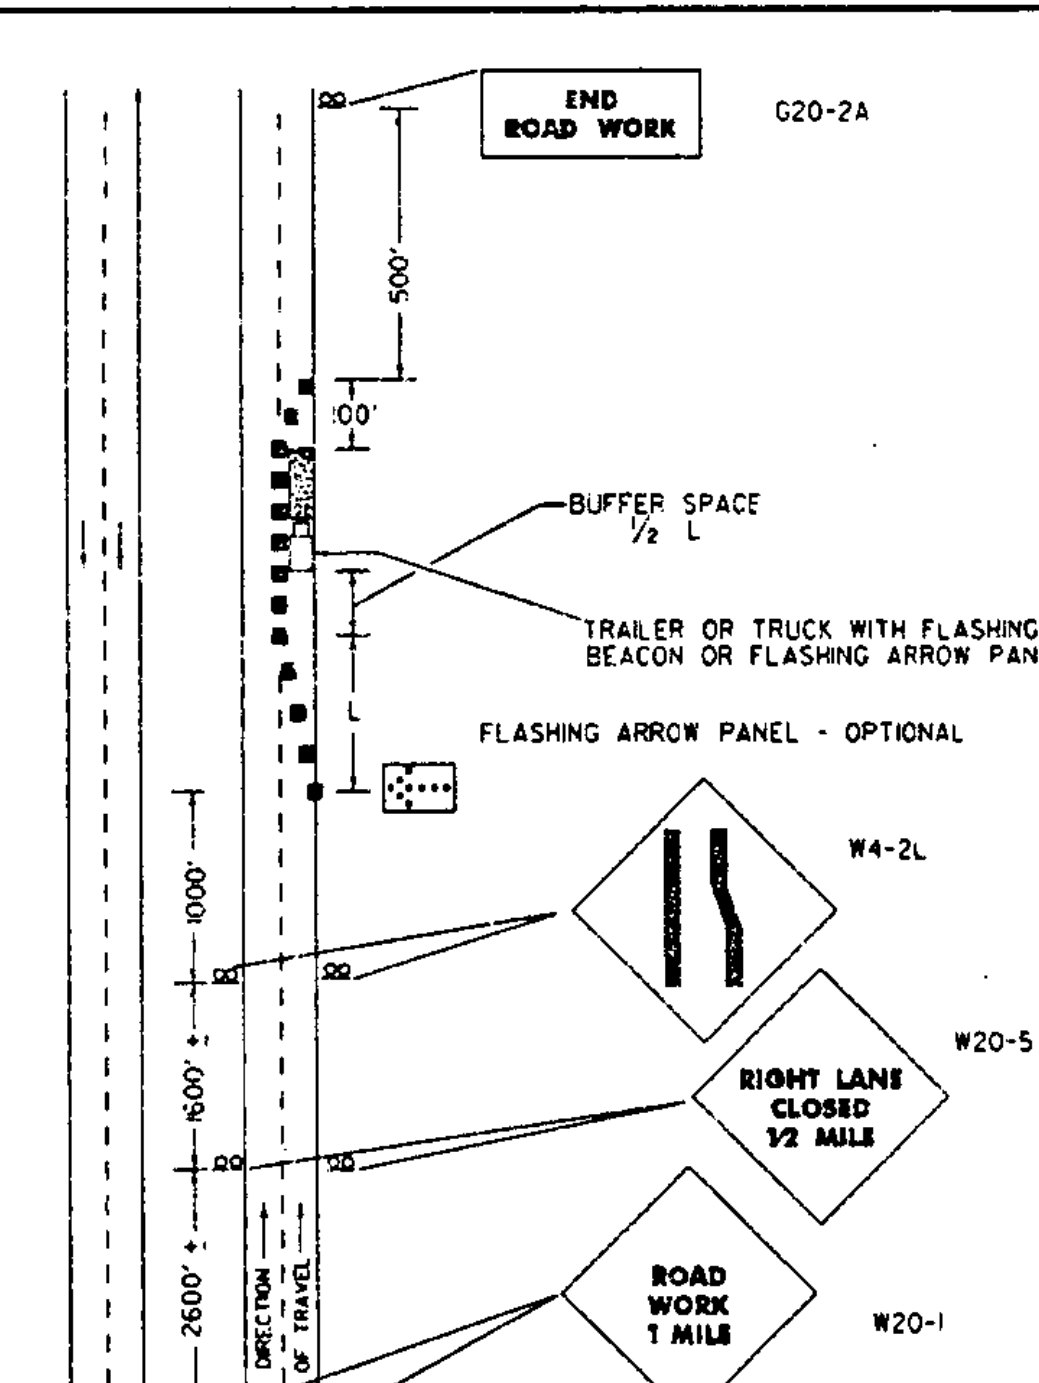 END
ROAD WORK
G20-2A
500'
100'
BUFFER SPACE
1/2 L
TRAILER OR TRUCK WITH FLASHING
BEACON OR FLASHING ARROW PAN
L
FLASHING ARROW PANEL - OPTIONAL
W4-2L
1000'
W20-5
RIGHT LANE
CLOSED
1/2 MILE
1600' ±
ROAD
WORK
1 MILE
W20-1
2600' ±
DIRECTION
OF TRAVEL